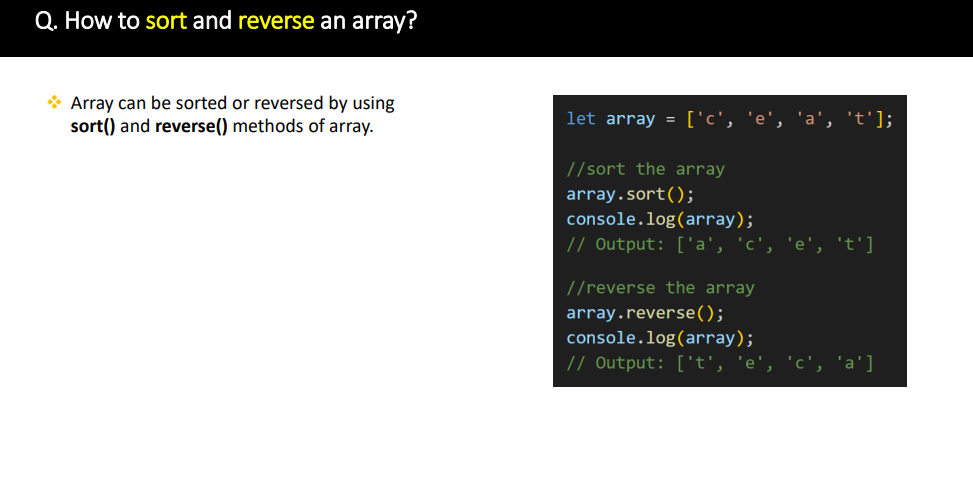 Q. How to sort and reverse an array?
Array can be sorted or reversed by using
sort() and reverse() methods of array.
let array = ['c', 'e', 'a', 't'];
//sort the array
array.sort();
console.log(array);
// Output: ['a', 'c', 'e', 't']
//reverse the array
array.reverse();
console.log(array);
// Output: ['t', 'e', 'c', 'a']